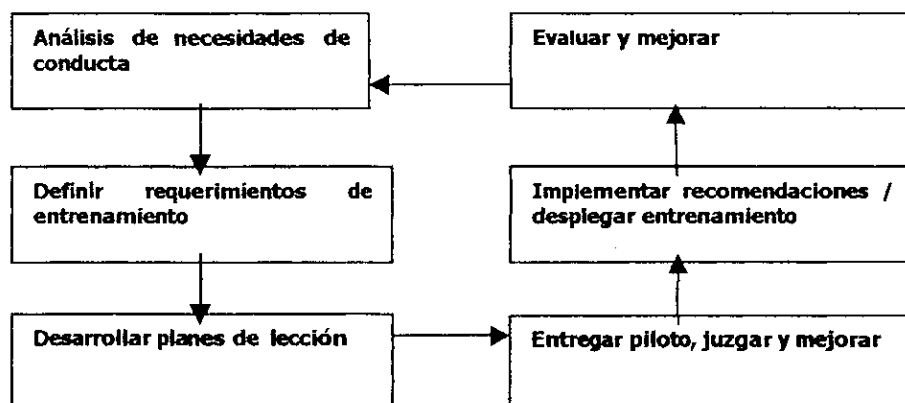 Análisis de necesidades de
conducta
Definir requerimientos de
entrenamiento
Desarrollar planes de lección
Evaluar y mejorar
Implementar recomendaciones /
desplegar entrenamiento
Entregar piloto, juzgar y mejorar